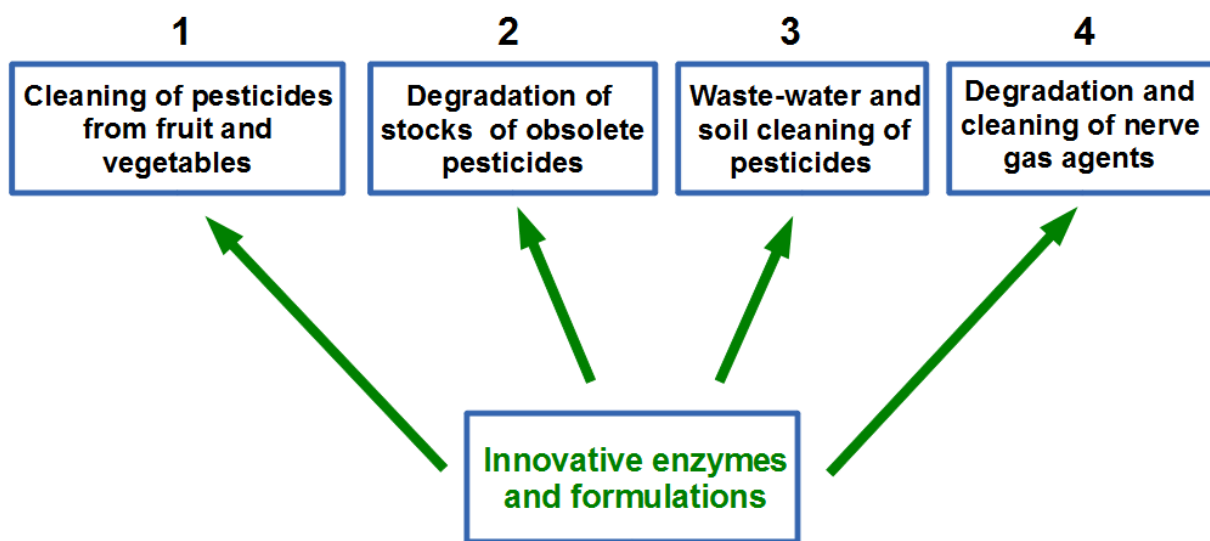 1
2
3
4
Cleaning of pesticides
from fruit and
vegetables
Degradation of
stocks of obsolete
pesticides
Waste-water and
soil cleaning of
pesticides
Degradation and
cleaning of nerve
gas agents
Innovative enzymes
and formulations